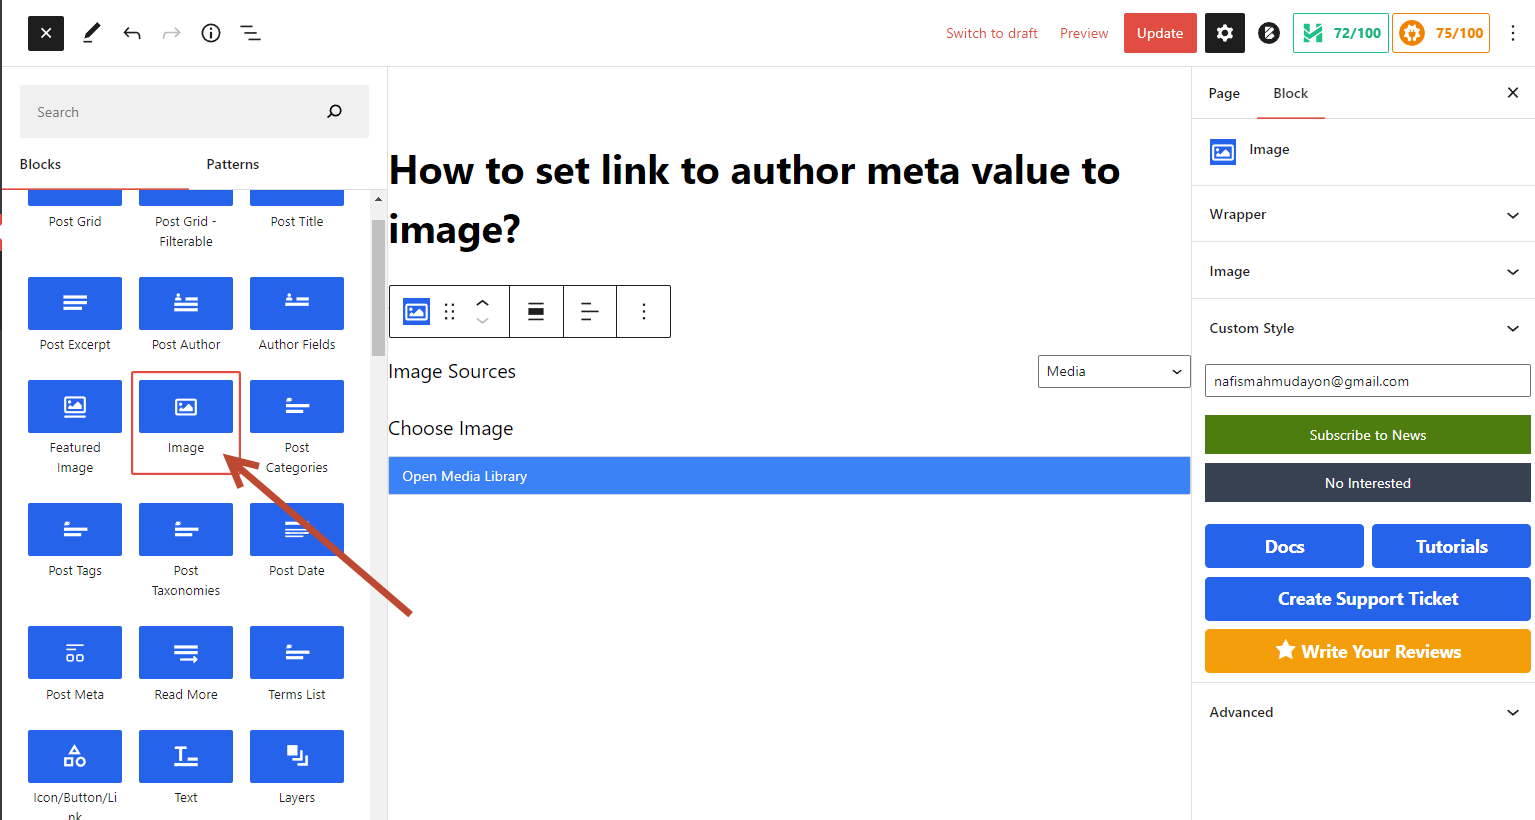 Switch to draft
Preview
Update
72/100
75/100
Search
Blocks
Patterns
Post Grid
Post Grid -
Filterable
Post Title
Post Excerpt
Post Author
Author Fields
Featured
Image
Image
Post
Categories
Post Tags
Post
Taxonomies
Post Date
Post Meta
Read More
Terms List
Icon/Button/Li
nk
Text
Layers
How to set link to author meta value to
image?
Image Sources
Media
Choose Image
Open Media Library
Page
Block
Image
Wrapper
Image
Custom Style
nafismahmudayon@gmail.com
Subscribe to News
No Interested
Docs
Tutorials
Create Support Ticket
Write Your Reviews
Advanced